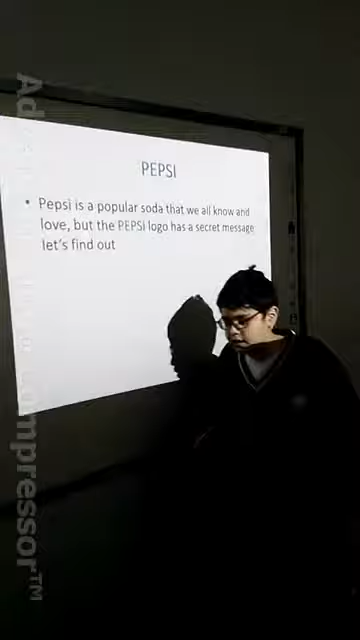 PEPSI
• Pepsi is a popular soda that we all know and
love, but the PEPSI logo has a secret message
let's find out
compressor™